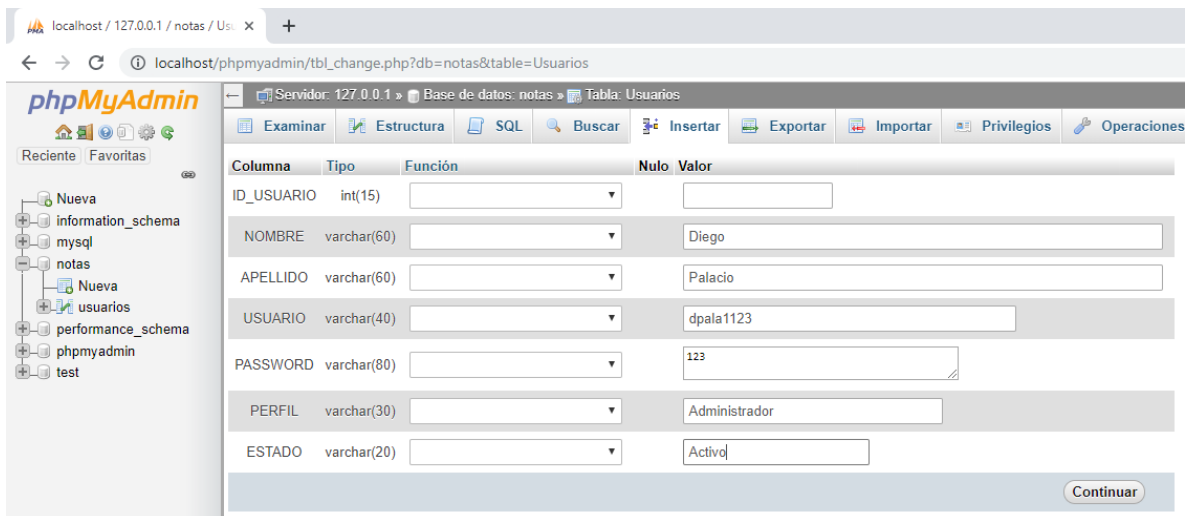 localhost / 127.0.0.1 / notas / Usu
localhost/phpmyadmin/tbl_change.php?db=notas&table=Usuarios
phpMyAdmin
Reciente Favoritas
Nueva
information_schema
mysql
notas
Nueva
usuarios
performance_schema
phpmyadmin
test
Servidor: 127.0.0.1 » Base de datos: notas » Tabla: Usuarios
Examinar Estructura SQL Buscar Insertar Exportar Importar Privilegios Operaciones
Columna Tipo Función Nulo Valor
ID_USUARIO int(15)
NOMBRE varchar(60) Diego
APELLIDO varchar(60) Palacio
USUARIO varchar(40) dpala1123
PASSWORD varchar(80) 123
PERFIL varchar(30) Administrador
ESTADO varchar(20) Activo
Continuar